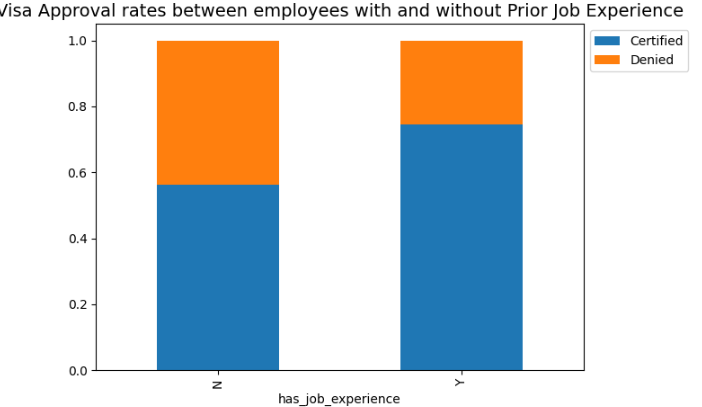 Visa Approval rates between employees with and without Prior Job Experience
Certified
Denied
1.0
0.8
0.6
0.4
0.2
0.0
N
Y
has_job_experience